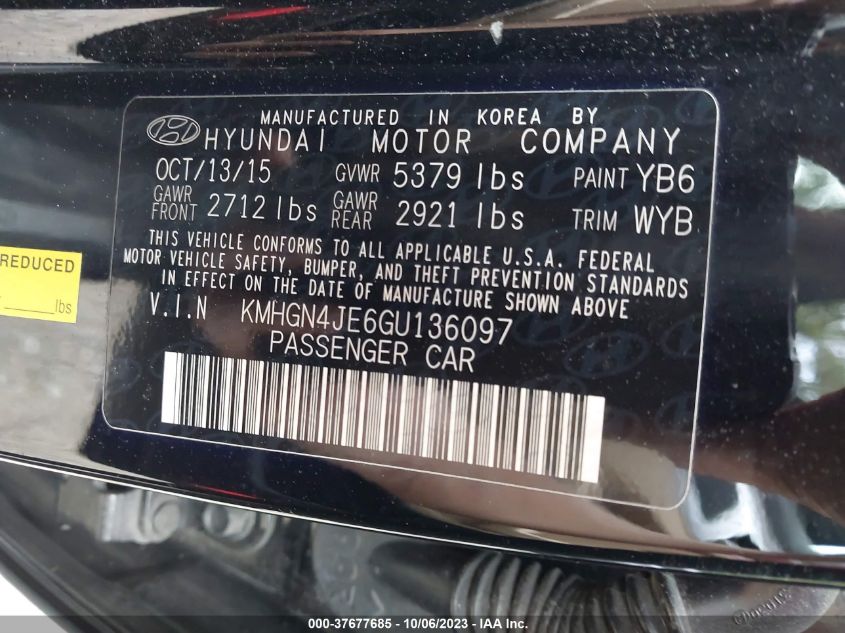 MANUFACTURED IN KOREA BY
HYUNDAI MOTOR COMPANY
OCT/13/15 GVWR 5379 lbs PAINT YB6
GAWR FRONT 2712 lbs GAWR REAR 2921 lbs TRIM WYB
THIS VEHICLE CONFORMS TO ALL APPLICABLE U.S.A. FEDERAL
MOTOR VEHICLE SAFETY, BUMPER, AND THEFT PREVENTION STANDARDS
IN EFFECT ON THE DATE OF MANUFACTURE SHOWN ABOVE
V.I.N KMHGN4JE6GU136097
PASSENGER CAR
REDUCED
lbs
000-37677685 - 10/06/2023 - IAA Inc.